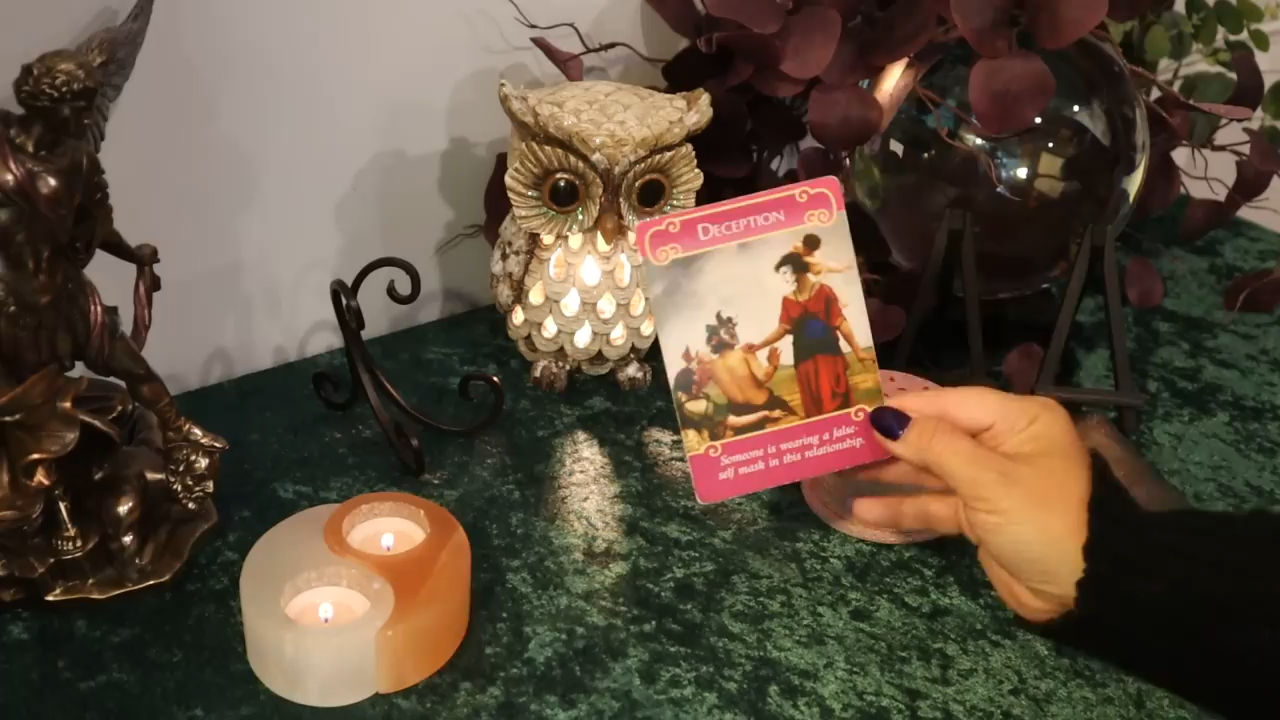 DECEPTION
Someone is wearing a false-
self mask in this relationship.